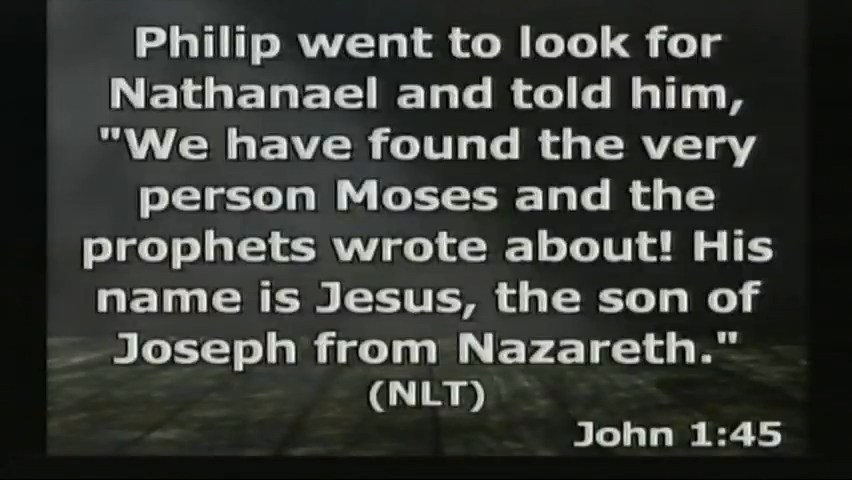 Philip went to look for
Nathanael and told him,
"We have found the very
person Moses and the
prophets wrote about! His
name is Jesus, the son of
Joseph from Nazareth."
(NLT)
John 1:45